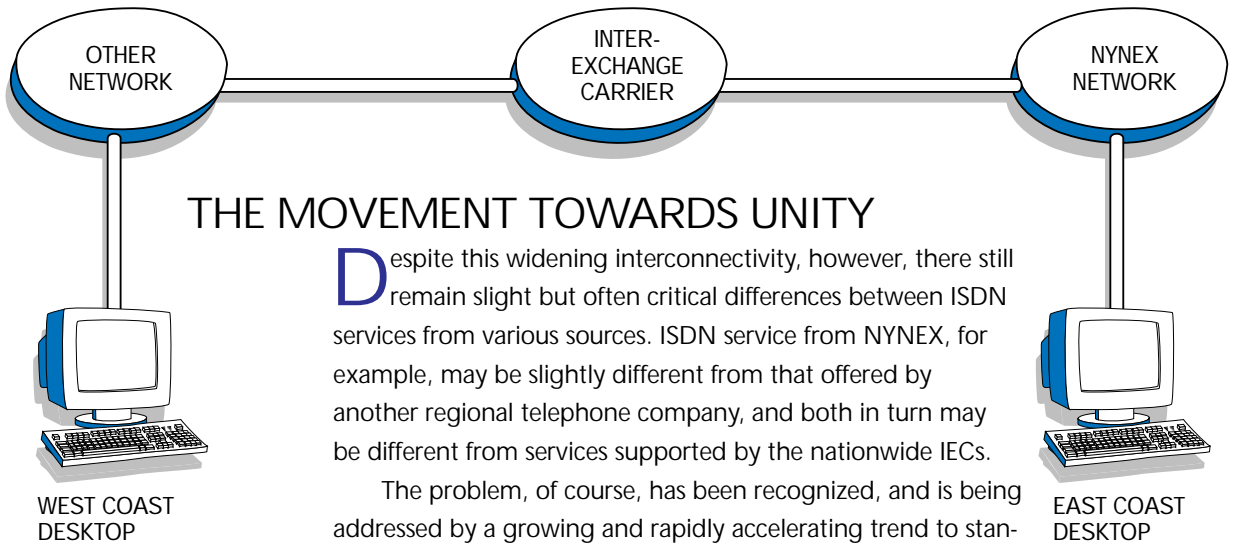 OTHER
NETWORK
INTER-
EXCHANGE
CARRIER
NYNEX
NETWORK
THE MOVEMENT TOWARDS UNITY
Despite this widening interconnectivity, however, there still
remain slight but often critical differences between ISDN
services from various sources. ISDN service from NYNEX, for
example, may be slightly different from that offered by
another regional telephone company, and both in turn may
be different from services supported by the nationwide IECs.
The problem, of course, has been recognized, and is being
addressed by a growing and rapidly accelerating trend to stan-
WEST COAST
DESKTOP
EAST COAST
DESKTOP